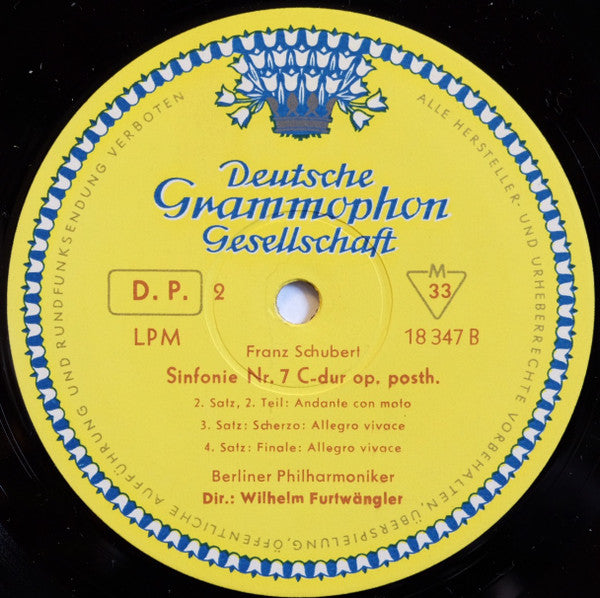 Deutsche
Grammophon
Gesellschaft
D. P. 2
M
33
LPM
18 347 B
Franz Schubert
Sinfonie Nr. 7 C-dur op. posth.
2. Satz, 2. Teil: Andante con moto
3. Satz: Scherzo: Allegro vivace
4. Satz: Finale: Allegro vivace
Berliner Philharmoniker
Dir.: Wilhelm Furtwängler
ALLE HERSTELLER- UND URHEBERRECHTE VORBEHALTEN, ÜBERSPIELUNG, ÖFFENTLICHE AUFFÜHRUNG UND RUNDFUNKSENDUNG VERBOTEN